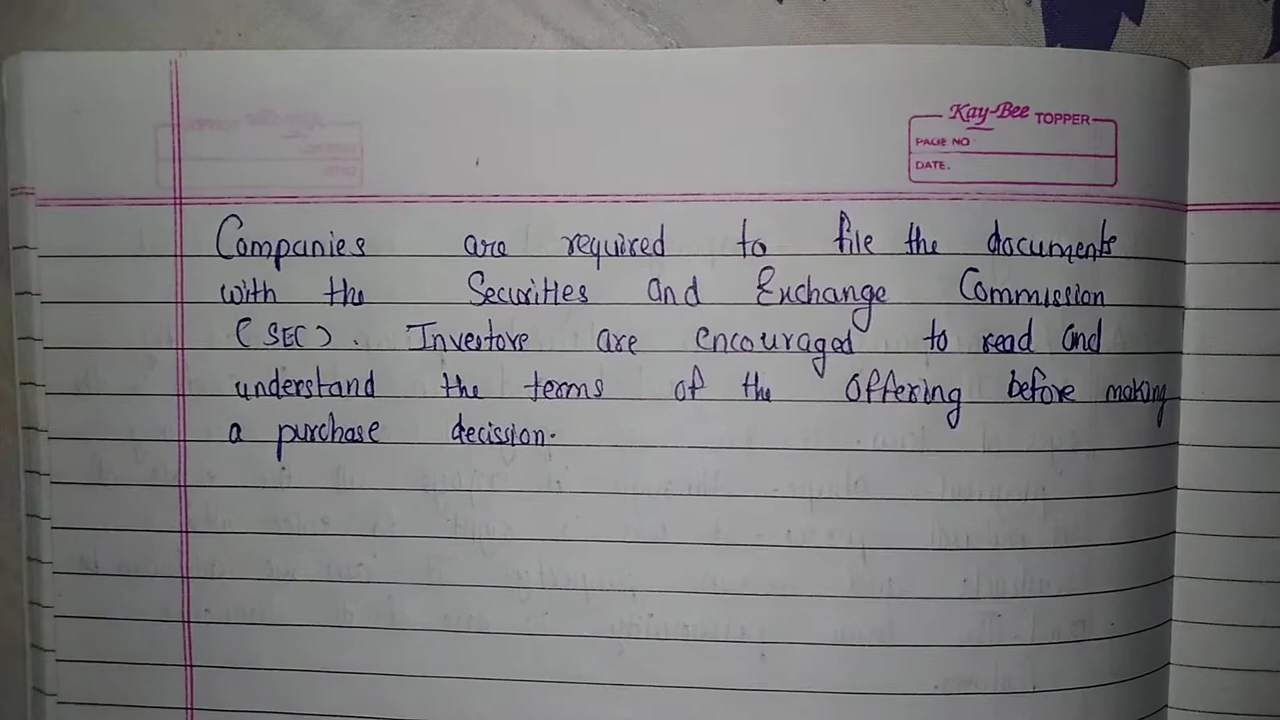 Kay-Bee TOPPER
PAGE NO
DATE.
Companies are required to file the documents
with the Securities and Exchange Commission
(SEC). Investors are encouraged to read and
understand the terms of the Offering before making
a purchase decission.